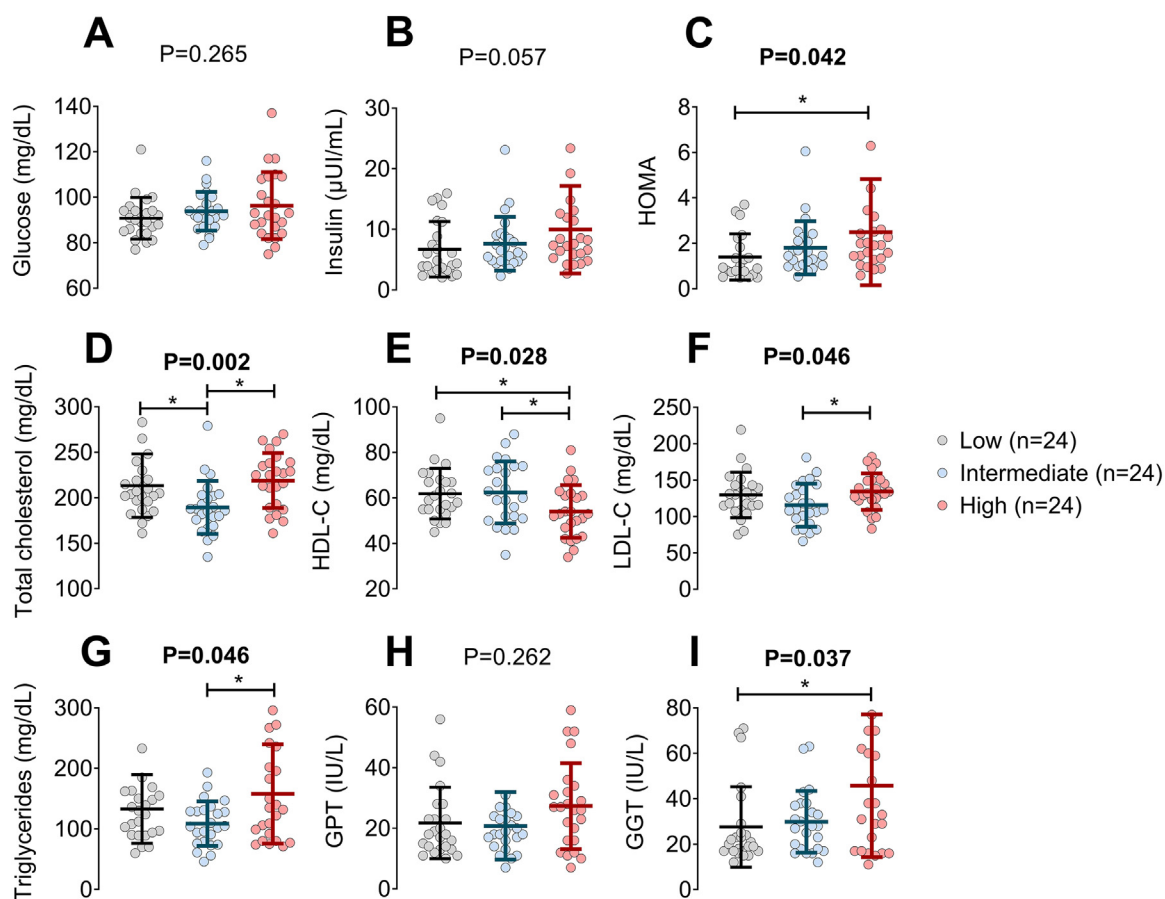 A
P=0.265
Glucose (mg/dL)
140
120
100
80
60
B
P=0.057
Insulin (µUI/mL)
30
20
10
0
C
P=0.042
*
HOMA
8
6
4
2
0
D
P=0.002
*
*
Total cholesterol (mg/dL)
300
250
200
150
100
E
P=0.028
*
*
HDL-C (mg/dL)
100
80
60
40
20
F
P=0.046
*
LDL-C (mg/dL)
250
200
150
100
50
0
Low (n=24)
Intermediate (n=24)
High (n=24)
G
P=0.046
*
Triglycerides (mg/dL)
300
200
100
0
H
P=0.262
GPT (IU/L)
60
40
20
0
I
P=0.037
*
GGT (IU/L)
80
60
40
20
0